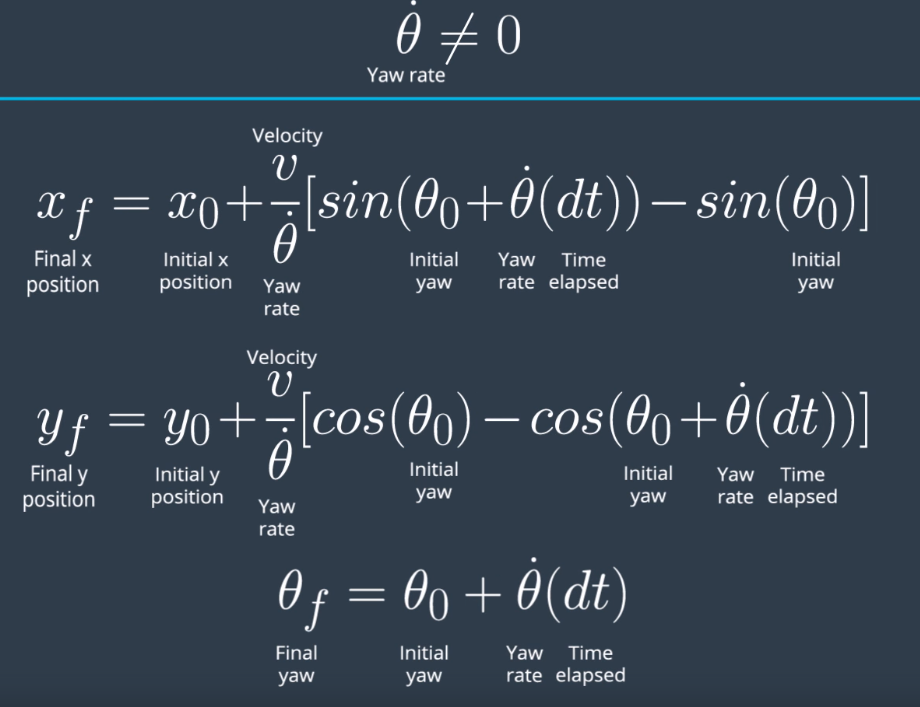 θ̇ ≠ 0
Yaw rate
Velocity
x_f = x_0 + v/θ̇ [sin(θ_0 + θ̇(dt)) − sin(θ_0)]
Final x position
Initial x position
Yaw rate
Initial yaw
Yaw rate
Time elapsed
Initial yaw
Velocity
y_f = y_0 + v/θ̇ [cos(θ_0) − cos(θ_0 + θ̇(dt))]
Final y position
Initial y position
Yaw rate
Initial yaw
Initial yaw
Yaw rate
Time elapsed
θ_f = θ_0 + θ̇(dt)
Final yaw
Initial yaw
Yaw rate
Time elapsed